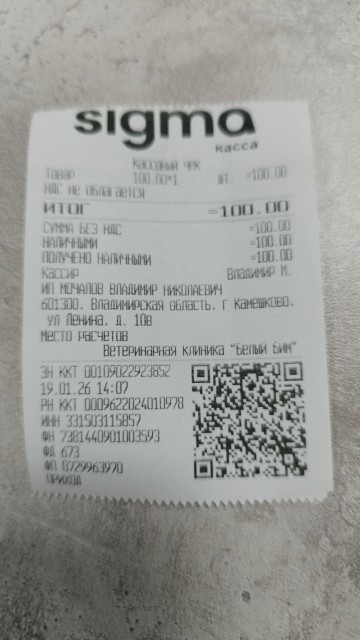 sigma
касса
Кассовый чек
Товар 100.00*1 шт. =100.00
НДС не облагается
ИТОГ =100.00
СУММА БЕЗ НДС =100.00
НАЛИЧНЫМИ =100.00
ПОЛУЧЕНО НАЛИЧНЫМИ =100.00
Кассир Владимир М.
ИП МОЧАЛОВ ВЛАДИМИР НИКОЛАЕВИЧ
601300, Владимирская область, г Камешково,
ул Ленина, д. 10в
Место расчетов
Ветеринарная клиника "Белый Бим"
ЗН ККТ 00109022923852
19.01.26 14:07
РН ККТ 0009622024010978
ИНН 331503115857
ФН 7381440901003593
ФД 673
ФП 0729963970
ПРИХОД